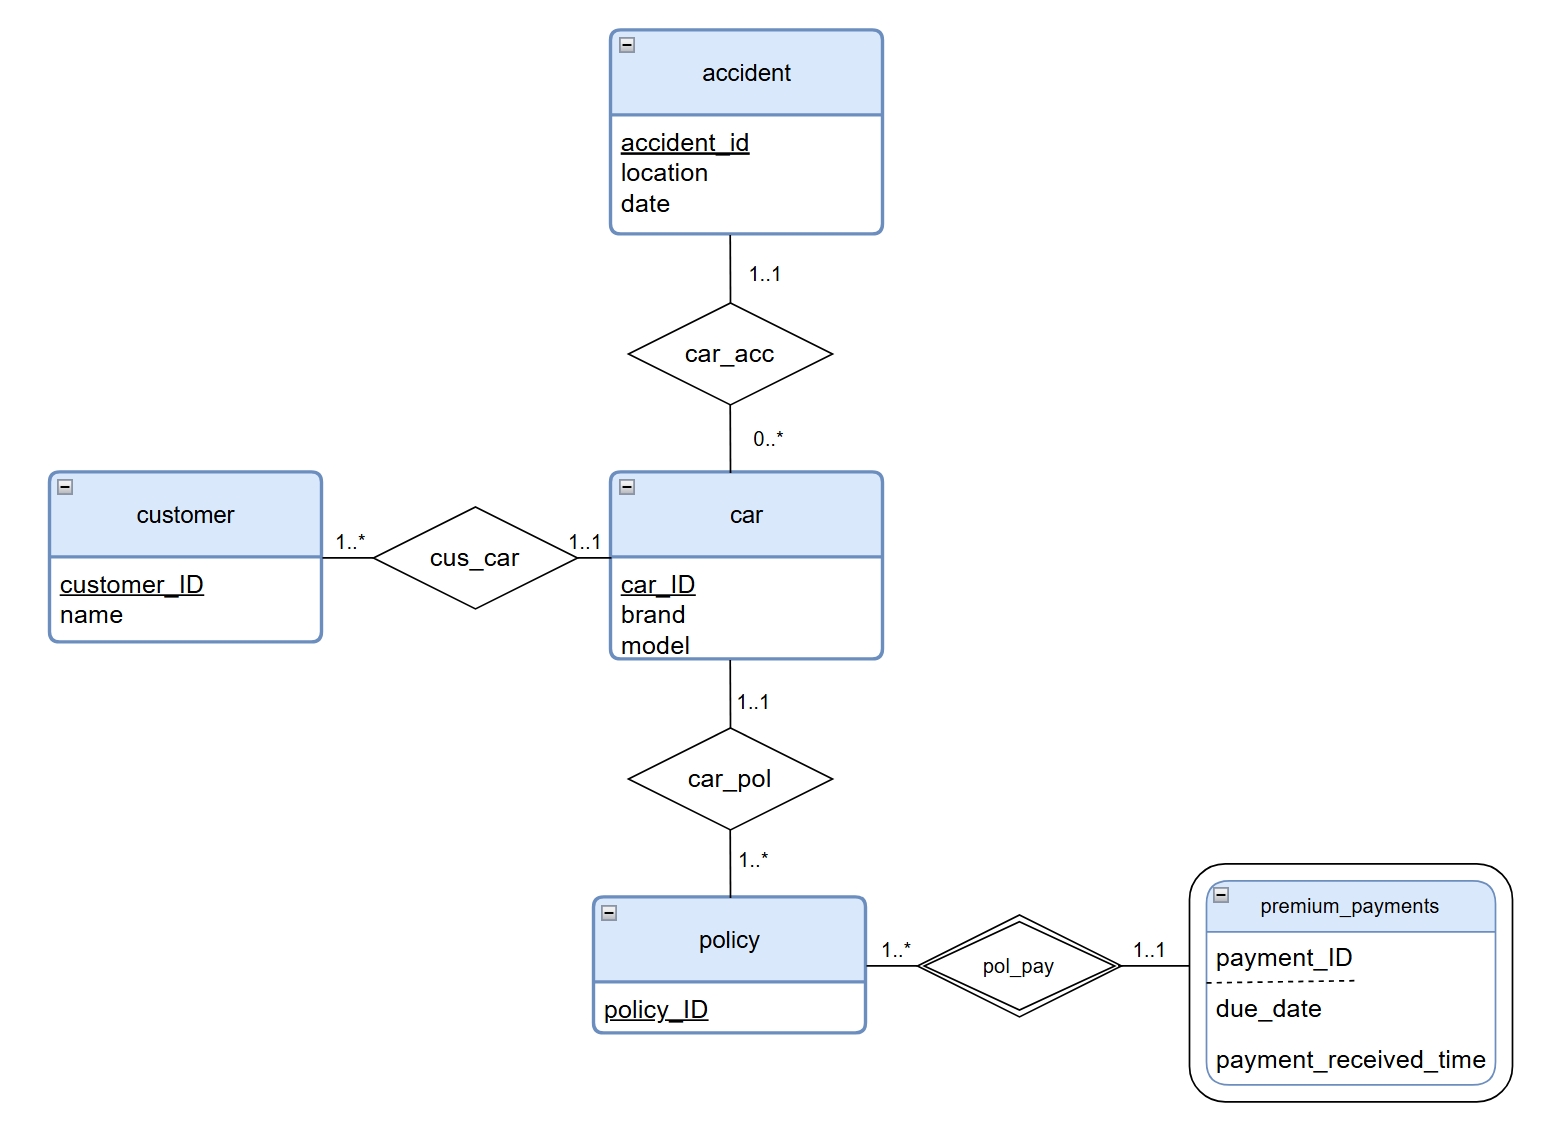 accident
accident_id
location
date
1..1
car_acc
0..*
customer
customer_ID
name
1..*
cus_car
1..1
car
car_ID
brand
model
1..1
car_pol
1..*
policy
policy_ID
1..*
pol_pay
1..1
premium_payments
payment_ID
due_date
payment_received_time